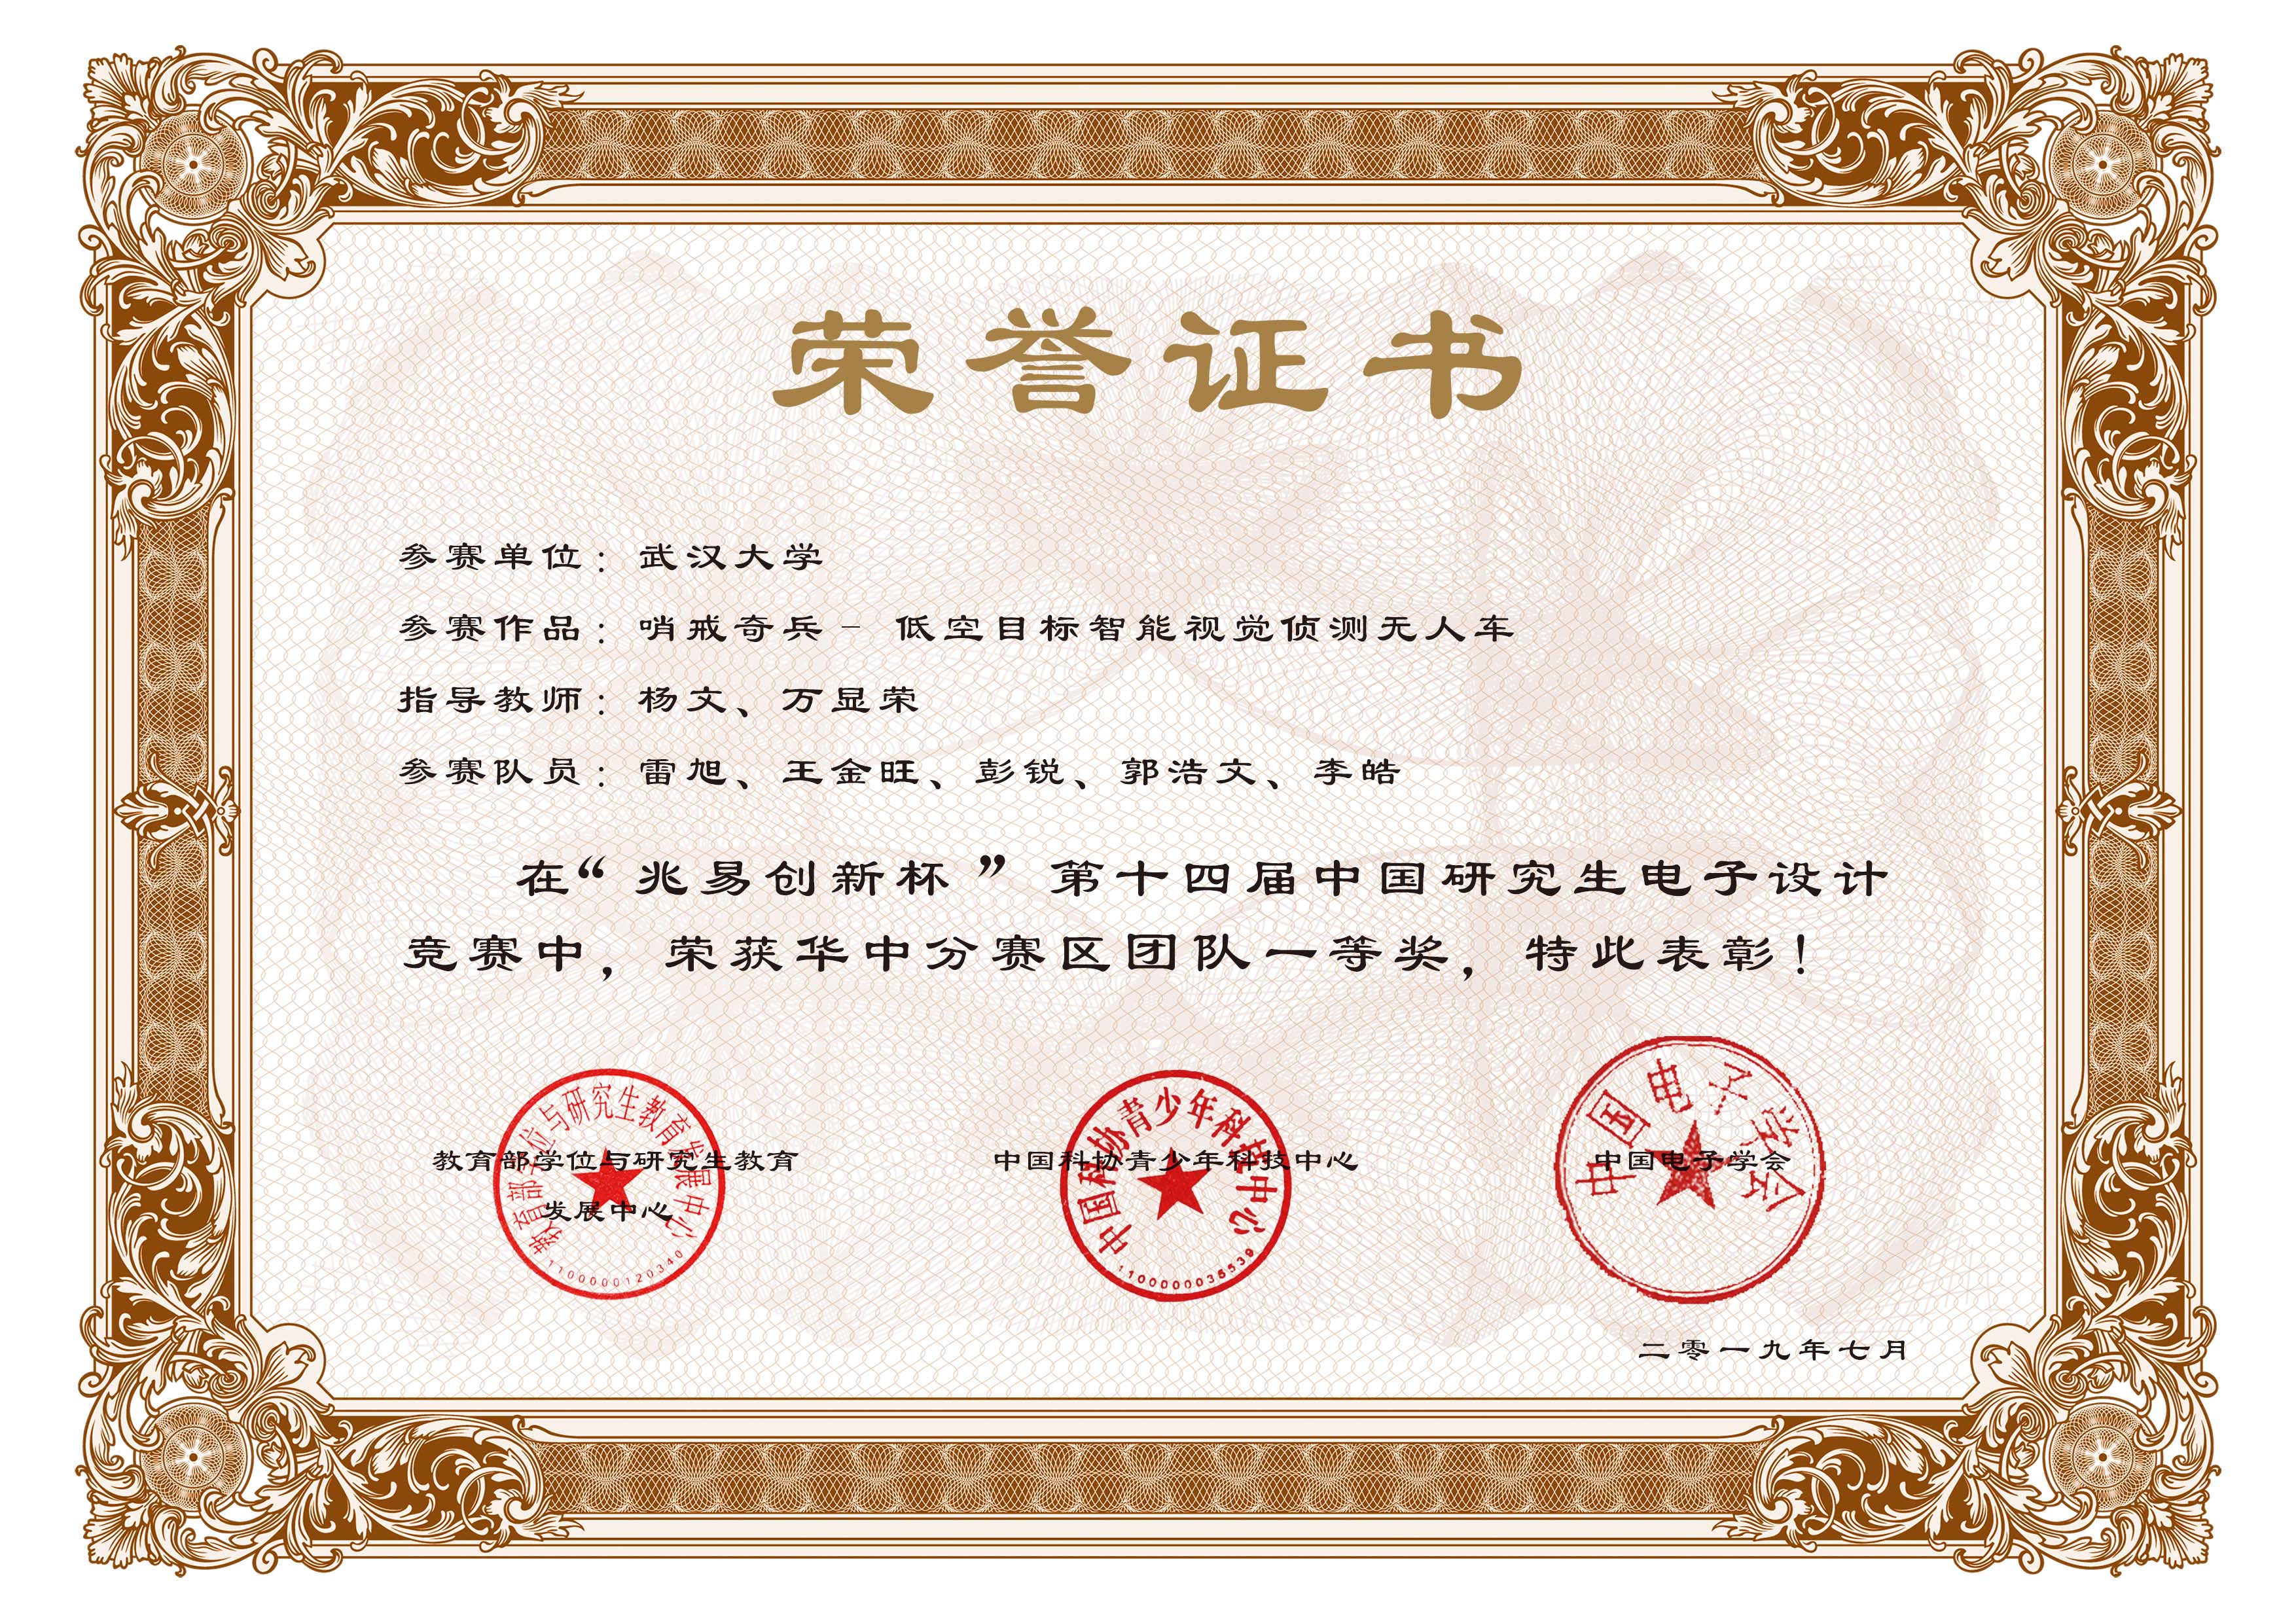 荣誉证书
参赛单位：武汉大学
参赛作品：哨戒奇兵 - 低空目标智能视觉侦测无人车
指导教师：杨文、万显荣
参赛队员：雷旭、王金旺、彭锐、郭浩文、李皓
在“兆易创新杯”第十四届中国研究生电子设计
竞赛中，荣获华中分赛区团队一等奖，特此表彰！
教育部学位与研究生教育
发展中心
教育部学位与研究生教育发展中心
1100000120340
中国科协青少年科技中心
中国科协青少年科技中心
中国电子学会
中国电子学会
二零一九年七月